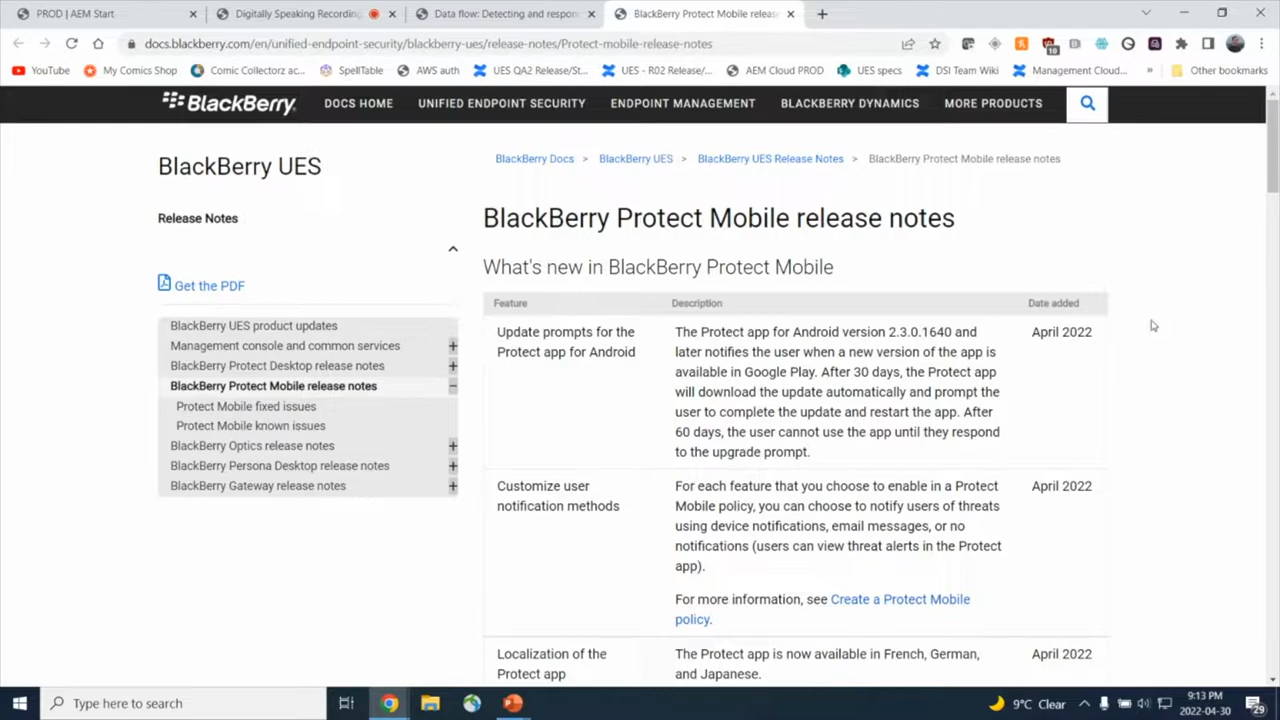 PROD | AEM Start
Digitally Speaking Recording
Data flow: Detecting and respon
BlackBerry Protect Mobile releas
docs.blackberry.com/en/unified-endpoint-security/blackberry-ues/release-notes/Protect-mobile-release-notes
10
YouTube
My Comics Shop
Comic Collectorz ac...
SpellTable
AWS auth
UES QA2 Release/St...
UES - R02 Release/...
AEM Cloud PROD
UES specs
DSI Team Wiki
Management Cloud...
»
Other bookmarks
BlackBerry
DOCS HOME
UNIFIED ENDPOINT SECURITY
ENDPOINT MANAGEMENT
BLACKBERRY DYNAMICS
MORE PRODUCTS
BlackBerry UES
Release Notes
Get the PDF
BlackBerry UES product updates
Management console and common services
BlackBerry Protect Desktop release notes
BlackBerry Protect Mobile release notes
Protect Mobile fixed issues
Protect Mobile known issues
BlackBerry Optics release notes
BlackBerry Persona Desktop release notes
BlackBerry Gateway release notes
BlackBerry Docs > BlackBerry UES > BlackBerry UES Release Notes > BlackBerry Protect Mobile release notes
BlackBerry Protect Mobile release notes
What's new in BlackBerry Protect Mobile
Feature
Description
Date added
Update prompts for the
Protect app for Android
The Protect app for Android version 2.3.0.1640 and
later notifies the user when a new version of the app is
available in Google Play. After 30 days, the Protect app
will download the update automatically and prompt the
user to complete the update and restart the app. After
60 days, the user cannot use the app until they respond
to the upgrade prompt.
April 2022
Customize user
notification methods
For each feature that you choose to enable in a Protect
Mobile policy, you can choose to notify users of threats
using device notifications, email messages, or no
notifications (users can view threat alerts in the Protect
app).
For more information, see Create a Protect Mobile
policy.
April 2022
Localization of the
Protect app
The Protect app is now available in French, German,
and Japanese.
April 2022
Type here to search
9°C Clear
9:13 PM
2022-04-30
29